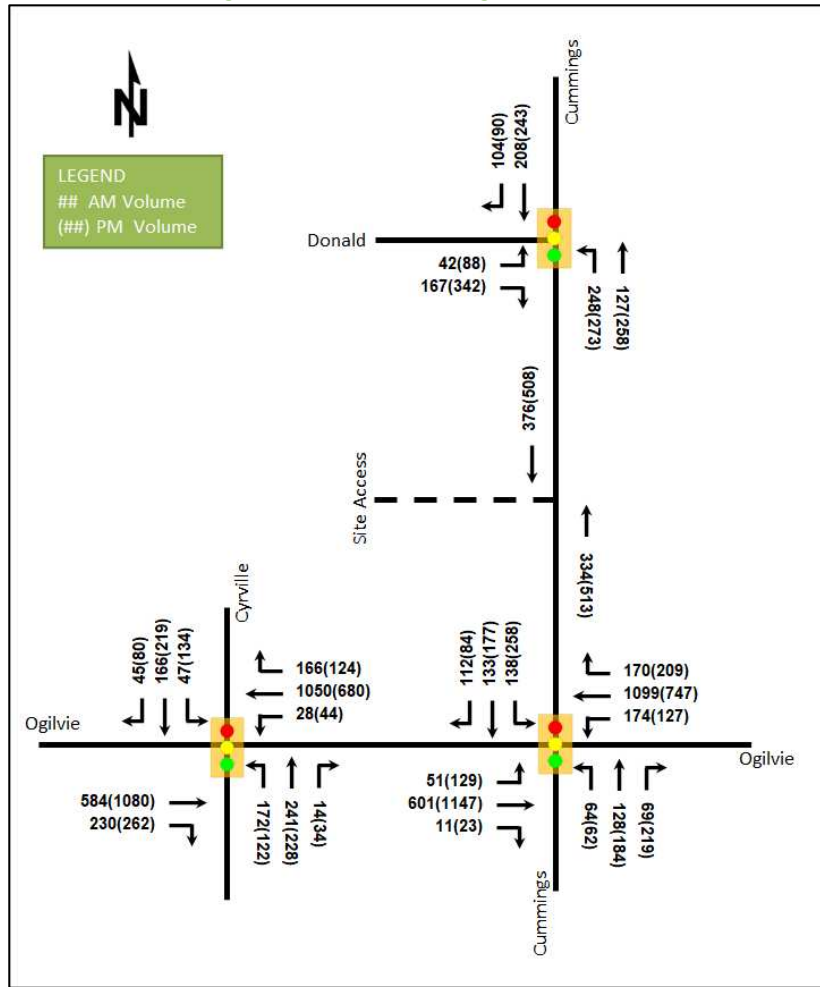 Cummings
N
LEGEND
## AM Volume
(##) PM Volume
104(90)
208(243)
Donald
42(88)
167(342)
248(273)
127(258)
376(508)
Site Access
334(513)
Cyrville
45(80)
166(219)
47(134)
166(124)
1050(680)
28(44)
112(84)
133(177)
138(258)
170(209)
1099(747)
174(127)
Ogilvie
Ogilvie
584(1080)
230(262)
172(122)
241(228)
14(34)
51(129)
601(1147)
11(23)
64(62)
128(184)
69(219)
Cummings